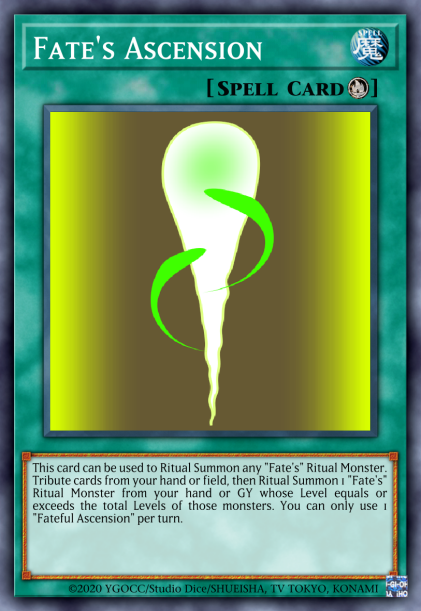 FATE'S ASCENSION
SPELL
魔
[SPELL CARD]
This card can be used to Ritual Summon any "Fate's" Ritual Monster.
Tribute cards from your hand or field, then Ritual Summon 1 "Fate's"
Ritual Monster from your hand or GY whose Level equals or
exceeds the total Levels of those monsters. You can only use 1
"Fateful Ascension" per turn.
©2020 YGOCC/Studio Dice/SHUEISHA, TV TOKYO, KONAMI